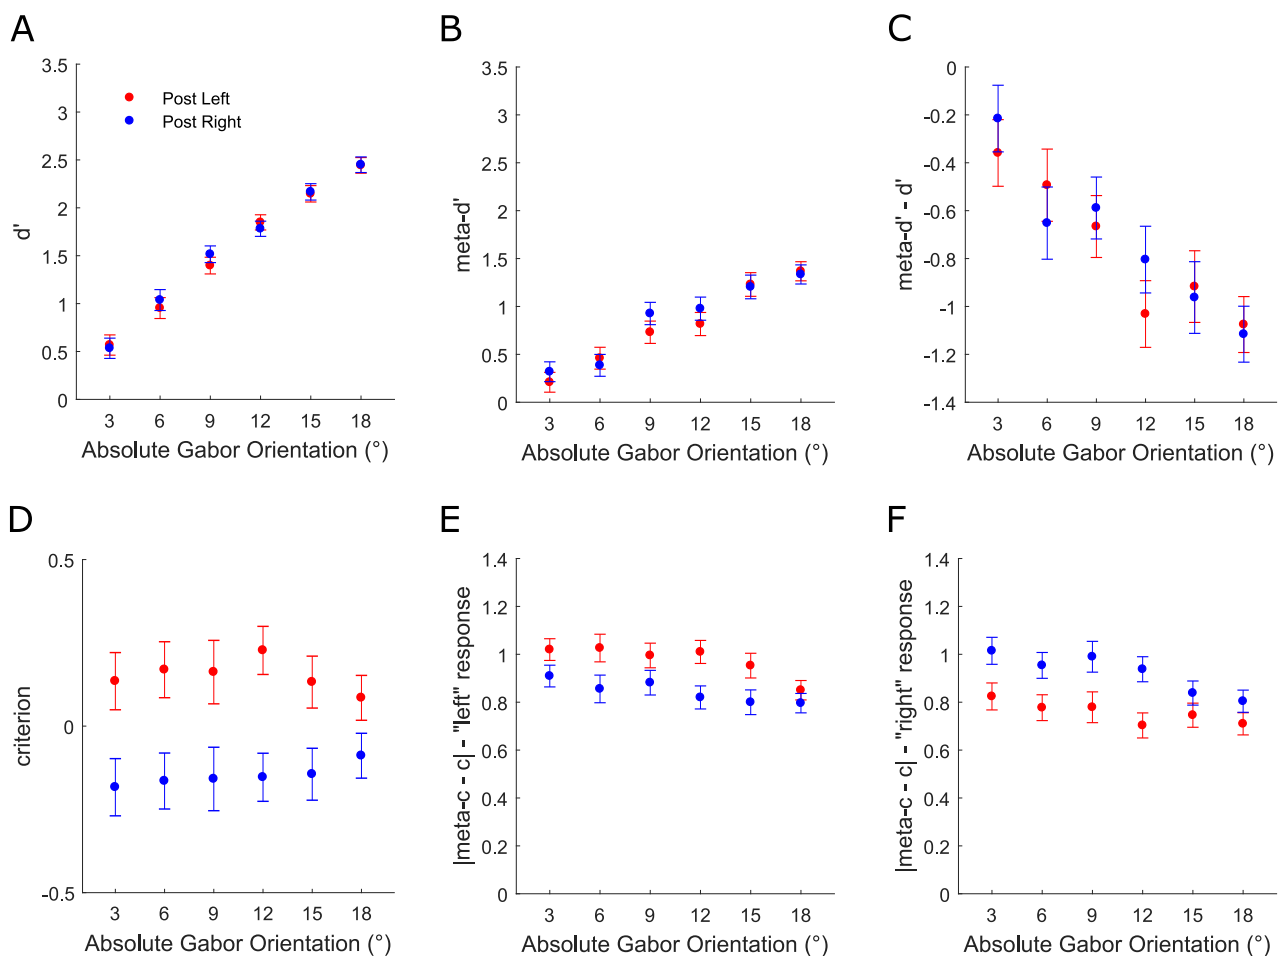 A
3.5
3
2.5
2
1.5
1
0.5
0
d'
Post Left
Post Right
3 6 9 12 15 18
Absolute Gabor Orientation (°)
B
3.5
3
2.5
2
1.5
1
0.5
0
meta-d'
3 6 9 12 15 18
Absolute Gabor Orientation (°)
C
0
-0.2
-0.4
-0.6
-0.8
-1
-1.2
-1.4
meta-d' - d'
3 6 9 12 15 18
Absolute Gabor Orientation (°)
D
0.5
0
-0.5
criterion
3 6 9 12 15 18
Absolute Gabor Orientation (°)
E
1.4
1.2
1
0.8
0.6
0.4
0.2
0
|meta-c - c| - "left" response
3 6 9 12 15 18
Absolute Gabor Orientation (°)
F
1.4
1.2
1
0.8
0.6
0.4
0.2
0
|meta-c - c| - "right" response
3 6 9 12 15 18
Absolute Gabor Orientation (°)